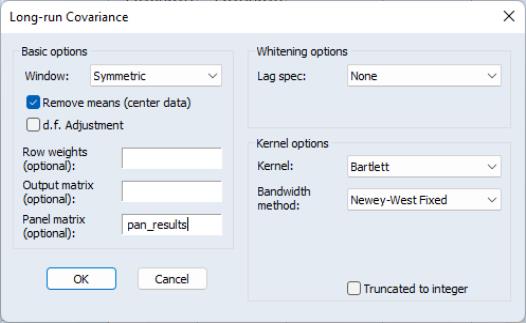 Long-run Covariance
Basic options
Window: Symmetric
Remove means (center data)
d.f. Adjustment
Row weights
(optional):
Output matrix
(optional):
Panel matrix
(optional): pan_results
OK Cancel
Whitening options
Lag spec: None
Kernel options
Kernel: Bartlett
Bandwidth
method: Newey-West Fixed
Truncated to integer